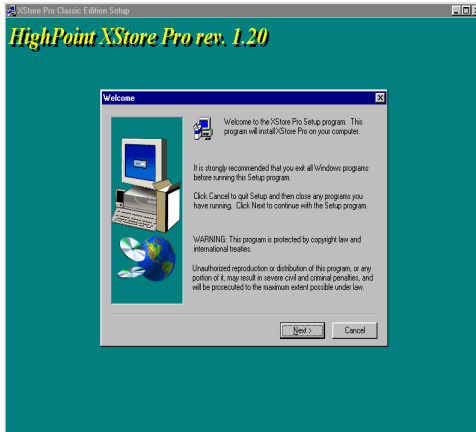 XStore Pro Classic Edition Setup
HighPoint XStore Pro rev. 1.20
Welcome
Welcome to the XStore Pro Setup program. This
program will install XStore Pro on your computer.
It is strongly recommended that you exit all Windows programs
before running this Setup program.
Click Cancel to quit Setup and then close any programs you
have running. Click Next to continue with the Setup program.
WARNING: This program is protected by copyright law and
international treaties.
Unauthorized reproduction or distribution of this program, or any
portion of it, may result in severe civil and criminal penalties, and
will be prosecuted to the maximum extent possible under law.
Next > Cancel